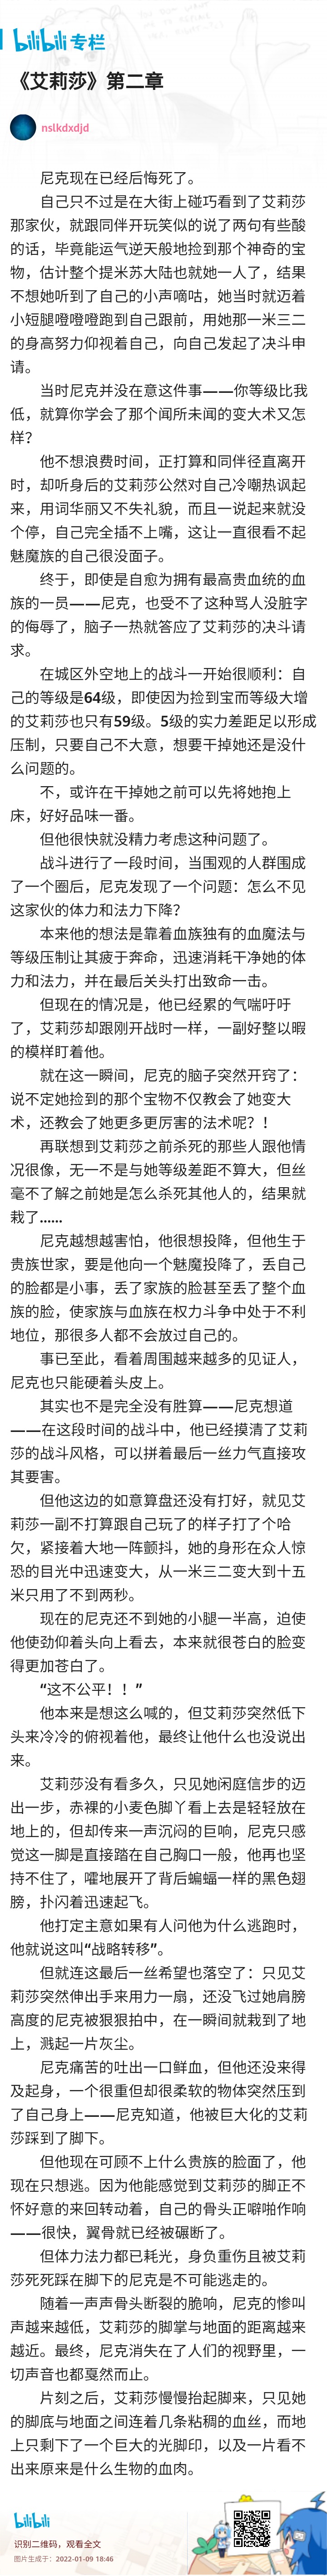 bilibili 专栏
《艾莉莎》第二章
nslkdxdjd
尼克现在已经后悔死了。
自己只不过是在大街上碰巧看到了艾莉莎
那家伙，就跟同伴开玩笑似的说了两句有些酸
的话，毕竟能运气逆天般地捡到那个神奇的宝
物，估计整个提米苏大陆也就她一人了，结果
不想她听到了自己的小声嘀咕，她当时就迈着
小短腿噔噔噔跑到自己跟前，用她那一米三二
的身高努力仰视着自己，向自己发起了决斗申
请。
当时尼克并没在意这件事——你等级比我
低，就算你学会了那个闻所未闻的变大术又怎
样？
他不想浪费时间，正打算和同伴径直离开
时，却听身后的艾莉莎公然对自己冷嘲热讽起
来，用词华丽又不失礼貌，而且一说起来就没
个停，自己完全插不上嘴，这让一直很看不起
魅魔族的自己很没面子。
终于，即使是自愈为拥有最高贵血统的血
族的一员——尼克，也受不了这种骂人没脏字
的侮辱了，脑子一热就答应了艾莉莎的决斗请
求。
在城区外空地上的战斗一开始很顺利：自
己的等级是64级，即使因为捡到宝而等级大增
的艾莉莎也只有59级。5级的实力差距足以形成
压制，只要自己不大意，想要干掉她还是没什
么问题的。
不，或许在干掉她之前可以先将她抱上
床，好好品味一番。
但他很快就没精力考虑这种问题了。
战斗进行了一段时间，当围观的人群围成
了一个圈后，尼克发现了一个问题：怎么不见
这家伙的体力和法力下降？
本来他的想法是靠着血族独有的血魔法与
等级压制让其疲于奔命，迅速消耗干净她的体
力和法力，并在最后关头打出致命一击。
但现在的情况是，他已经累的气喘吁吁
了，艾莉莎却跟刚开战时一样，一副好整以暇
的模样盯着他。
就在这一瞬间，尼克的脑子突然开窍了：
说不定她捡到的那个宝物不仅教会了她变大
术，还教会了她更多更厉害的法术呢？！
再联想到艾莉莎之前杀死的那些人跟他情
况很像，无一不是与她等级差距不算大，但丝
毫不了解之前她是怎么杀死其他人的，结果就
栽了......
尼克越想越害怕，他很想投降，但他生于
贵族世家，要是他向一个魅魔投降了，丢自己
的脸都是小事，丢了家族的脸甚至丢了整个血
族的脸，使家族与血族在权力斗争中处于不利
地位，那很多人都不会放过自己的。
事已至此，看着周围越来越多的见证人，
尼克也只能硬着头皮上。
其实也不是完全没有胜算——尼克想道
——在这段时间的战斗中，他已经摸清了艾莉
莎的战斗风格，可以拼着最后一丝力气直接攻
其要害。
但他这边的如意算盘还没有打好，就见艾
莉莎一副不打算跟自己玩了的样子打了个哈
欠，紧接着大地一阵颤抖，她的身形在众人惊
恐的目光中迅速变大，从一米三二变大到十五
米只用了不到两秒。
现在的尼克还不到她的小腿一半高，迫使
他使劲仰着头向上看去，本来就很苍白的脸变
得更加苍白了。
“这不公平！！”
他本来是想这么喊的，但艾莉莎突然低下
头来冷冷的俯视着他，最终让他什么也没说出
来。
艾莉莎没有看多久，只见她闲庭信步的迈
出一步，赤裸的小麦色脚丫看上去是轻轻放在
地上的，但却传来一声沉闷的巨响，尼克只感
觉这一脚是直接踏在自己胸口一般，他再也坚
持不住了，嚯地展开了背后蝙蝠一样的黑色翅
膀，扑闪着迅速起飞。
他打定主意如果有人问他为什么逃跑时，
他就说这叫“战略转移”。
但就连这最后一丝希望也落空了：只见艾
莉莎突然伸出手来用力一扇，还没飞过她肩膀
高度的尼克被狠狠拍中，在一瞬间就栽到了地
上，溅起一片灰尘。
尼克痛苦的吐出一口鲜血，但他还没来得
及起身，一个很重但却很柔软的物体突然压到
了自己身上——尼克知道，他被巨大化的艾莉
莎踩到了脚下。
但他现在可顾不上什么贵族的脸面了，他
现在只想逃。因为他能感觉到艾莉莎的脚正不
怀好意的来回转动着，自己的骨头正噼啪作响
——很快，翼骨就已经被碾断了。
但体力法力都已耗光，身负重伤且被艾莉
莎死死踩在脚下的尼克是不可能逃走的。
随着一声声骨头断裂的脆响，尼克的惨叫
声越来越低，艾莉莎的脚掌与地面的距离越来
越近。最终，尼克消失在了人们的视野里，一
切声音也都戛然而止。
片刻之后，艾莉莎慢慢抬起脚来，只见她
的脚底与地面之间连着几条粘稠的血丝，而地
上只剩下了一个巨大的光脚印，以及一片看不
出来原来是什么生物的血肉。
bilibili
识别二维码，观看全文
图片生成于：2022-01-09 18:46